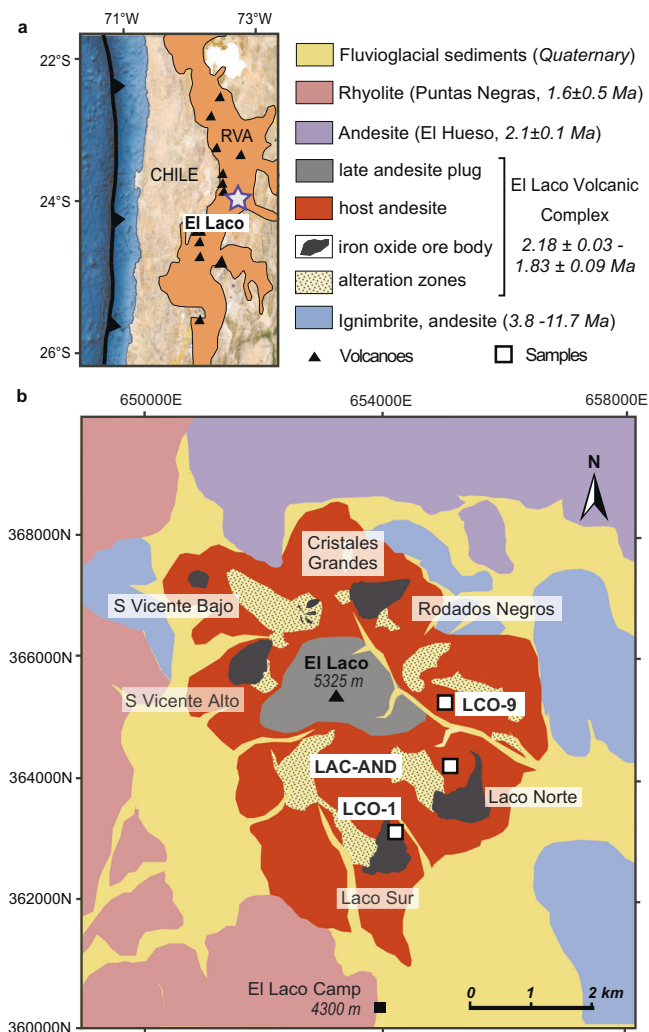 a
71°W
73°W
22°S
24°S
26°S
RVA
CHILE
El Laco
Fluvioglacial sediments (Quaternary)
Rhyolite (Puntas Negras, 1.6±0.5 Ma)
Andesite (El Hueso, 2.1±0.1 Ma)
late andesite plug
host andesite
iron oxide ore body
alteration zones
El Laco Volcanic
Complex
2.18 ± 0.03 -
1.83 ± 0.09 Ma
Ignimbrite, andesite (3.8 -11.7 Ma)
Volcanoes
Samples
b
650000E
654000E
658000E
368000N
366000N
364000N
362000N
360000N
N
Cristales
Grandes
S Vicente Bajo
Rodados Negros
El Laco
5325 m
S Vicente Alto
LCO-9
LAC-AND
Laco Norte
LCO-1
Laco Sur
El Laco Camp
4300 m
0 1 2 km